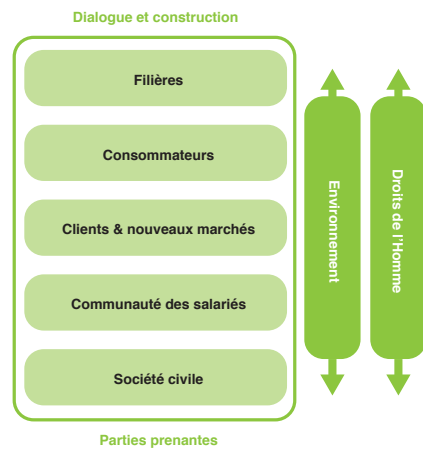 Dialogue et construction
Filières
Consommateurs
Clients & nouveaux marchés
Communauté des salariés
Société civile
Parties prenantes
Environnement
Droits de l'Homme